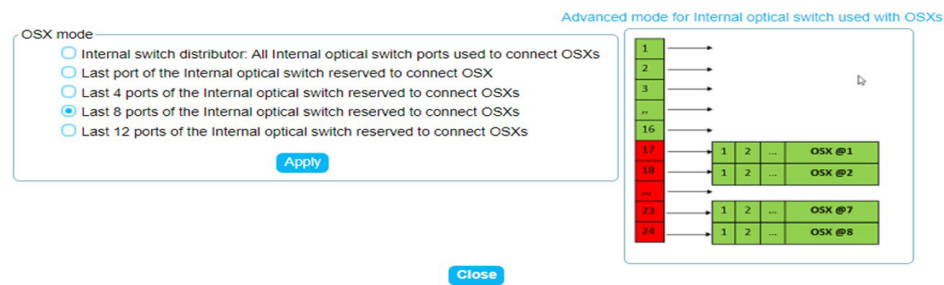 Advanced mode for Internal optical switch used with OSXs
OSX mode
Internal switch distributor: All Internal optical switch ports used to connect OSXs
Last port of the Internal optical switch reserved to connect OSX
Last 4 ports of the Internal optical switch reserved to connect OSXs
Last 8 ports of the Internal optical switch reserved to connect OSXs
Last 12 ports of the Internal optical switch reserved to connect OSXs
Apply
1
2
3
,,
16
17 1 2 ... OSX @1
18 1 2 ... OSX @2
,,,
23 1 2 ... OSX @7
24 1 2 ... OSX @8
Close